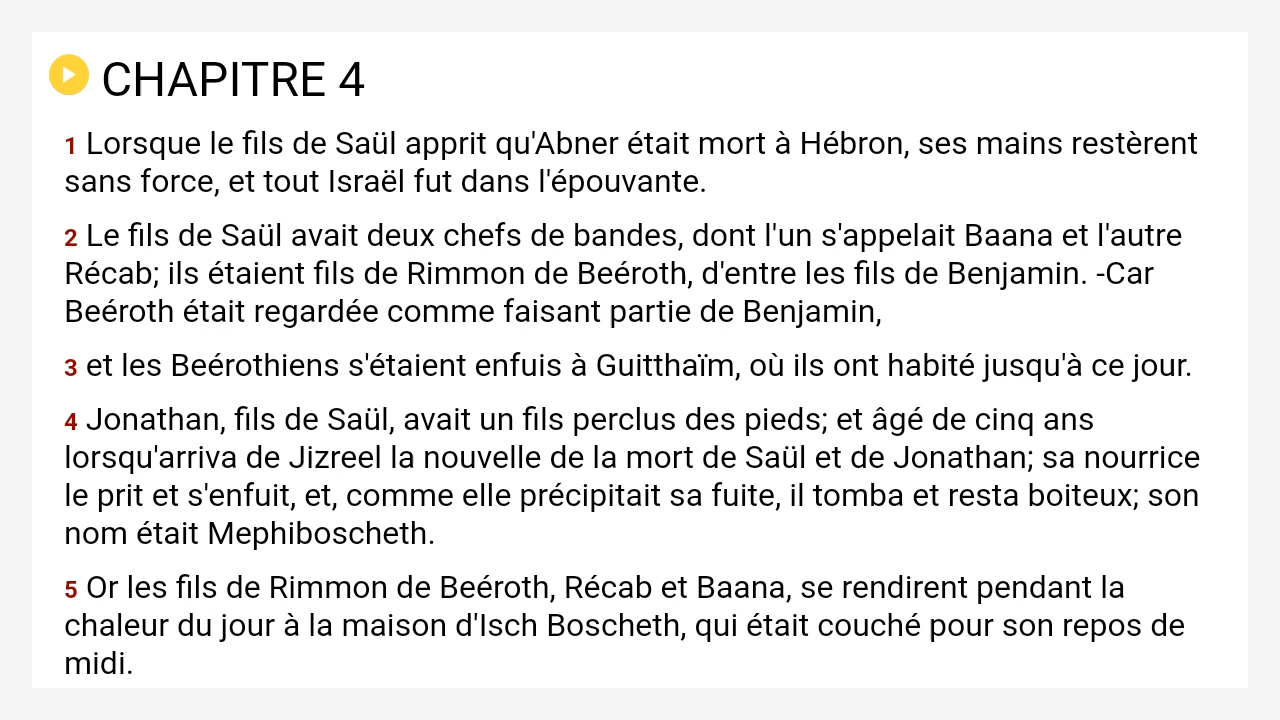 CHAPITRE 4
1 Lorsque le fils de Saül apprit qu'Abner était mort à Hébron, ses mains restèrent
sans force, et tout Israël fut dans l'épouvante.
2 Le fils de Saül avait deux chefs de bandes, dont l'un s'appelait Baana et l'autre
Récab; ils étaient fils de Rimmon de Beéroth, d'entre les fils de Benjamin. -Car
Beéroth était regardée comme faisant partie de Benjamin,
3 et les Beérothiens s'étaient enfuis à Guitthaïm, où ils ont habité jusqu'à ce jour.
4 Jonathan, fils de Saül, avait un fils perclus des pieds; et âgé de cinq ans
lorsqu'arriva de Jizreel la nouvelle de la mort de Saül et de Jonathan; sa nourrice
le prit et s'enfuit, et, comme elle précipitait sa fuite, il tomba et resta boiteux; son
nom était Mephiboscheth.
5 Or les fils de Rimmon de Beéroth, Récab et Baana, se rendirent pendant la
chaleur du jour à la maison d'Isch Boscheth, qui était couché pour son repos de
midi.